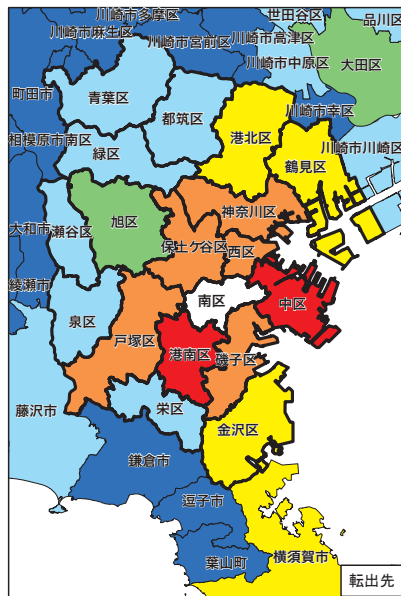 川崎市多摩区
世田谷区
品川区
川崎市麻生区
川崎市宮前区
川崎市高津区
川崎市中原区
大田区
町田市
青葉区
都筑区
港北区
川崎市幸区
相模原市南区
緑区
鶴見区
川崎市川崎区
大和市
瀬谷区
旭区
神奈川区
保土ケ谷区
西区
綾瀬市
泉区
南区
中区
戸塚区
港南区
磯子区
藤沢市
栄区
金沢区
鎌倉市
逗子市
葉山町
横須賀市
転出先